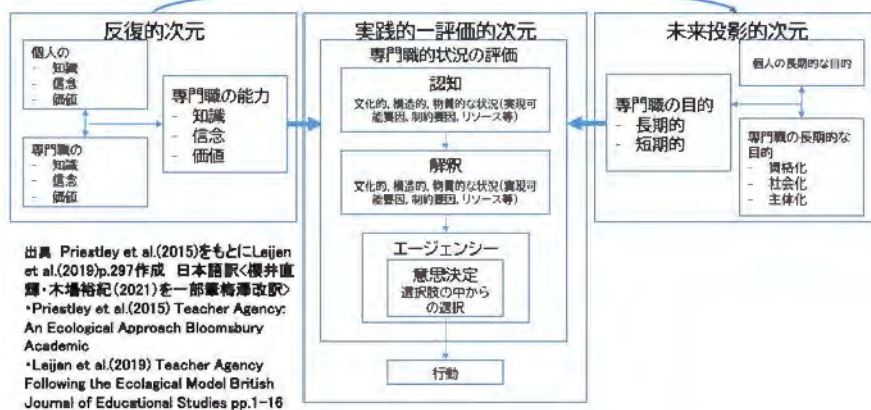 反復的次元
個人の
- 知識
- 信念
- 価値
専門職の
- 知識
- 信念
- 価値
専門職の能力
- 知識
- 信念
- 価値
実践的ー評価的次元
専門職的状況の評価
認知
文化的, 構造的, 物質的な状況(実現可
能要因, 制約要因, リソース等)
解釈
文化的, 構造的, 物質的な状況(実現可
能要因, 制約要因, リソース等)
エージェンシー
意思決定
選択肢の中から
の選択
行動
未来投影的次元
個人の長期的な目的
専門職の目的
- 長期的
- 短期的
専門職の長期的な
目的
- 資格化
- 社会化
- 主体化
出典 Priestley et al.(2015)をもとにLeijen
et al.(2019)p.297作成 日本語訳<櫻井直
輝・木場裕紀(2021)を一部筆梅澤改訳>
・Priestley et al.(2015) Teacher Agency:
An Ecological Approach Bloomsbury
Academic
・Leijen et al.(2019) Teacher Agency
Following the Ecological Model British
Journal of Educational Studies pp.1-16